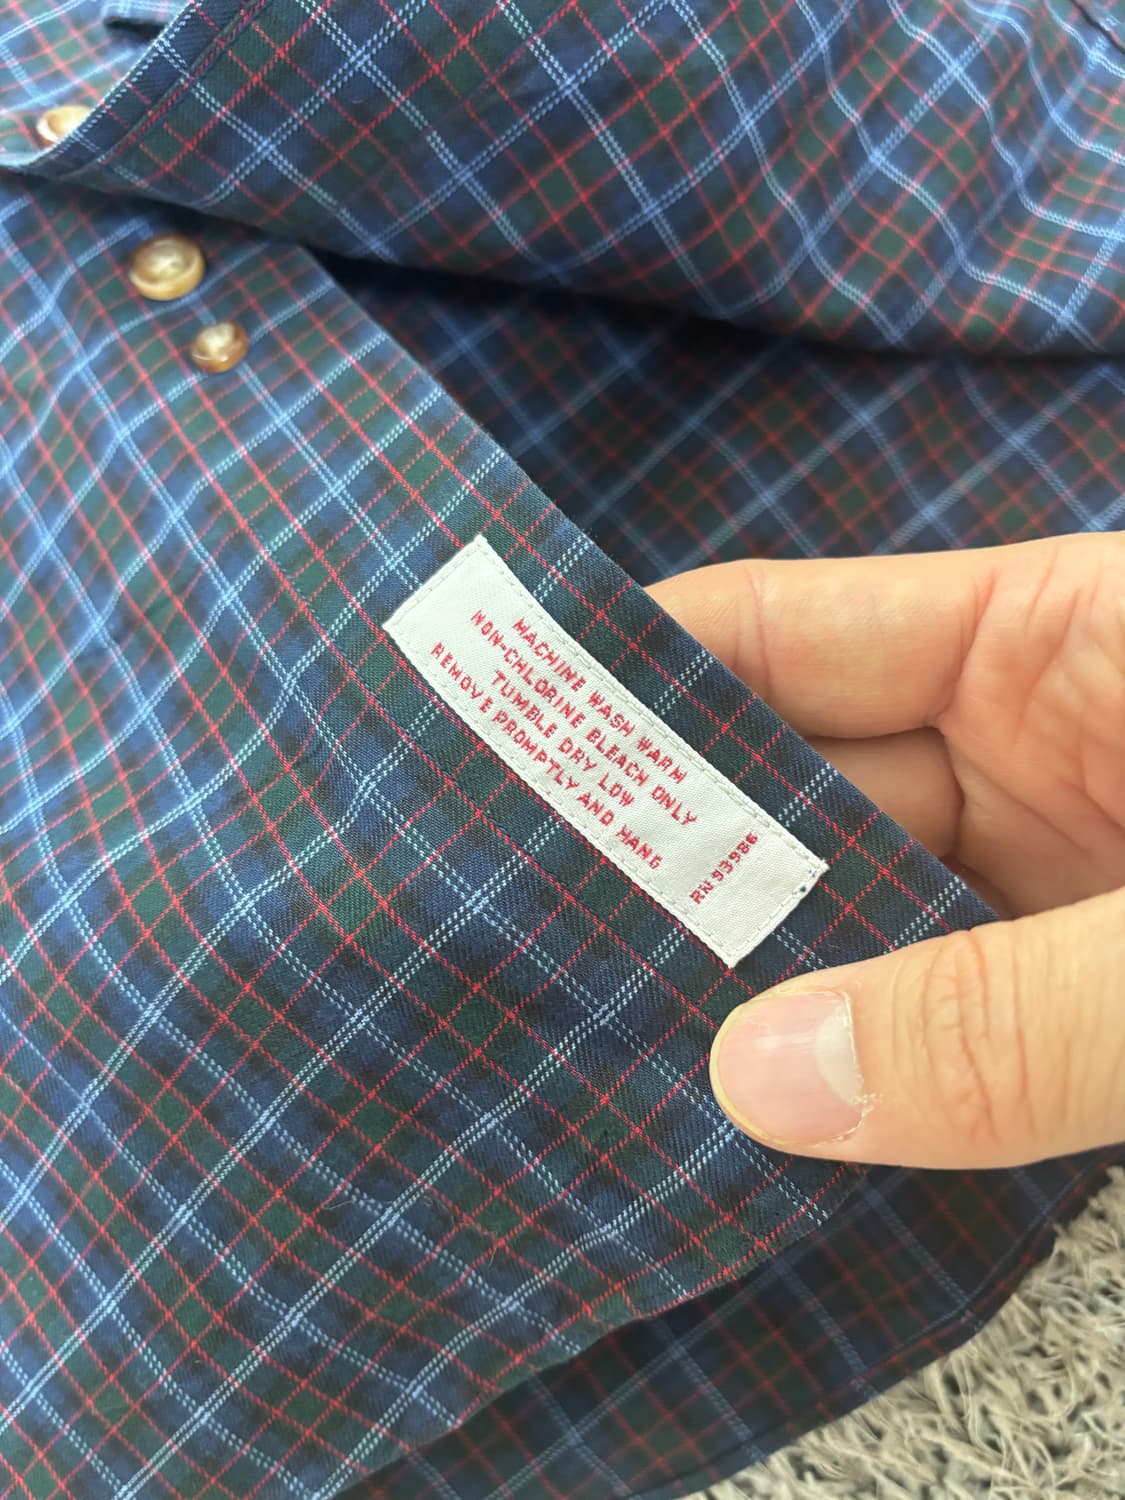 MACHINE WASH WARM
NON-CHLORINE BLEACH ONLY
TUMBLE DRY LOW
REMOVE PROMPTLY AND HANG
RN 93986